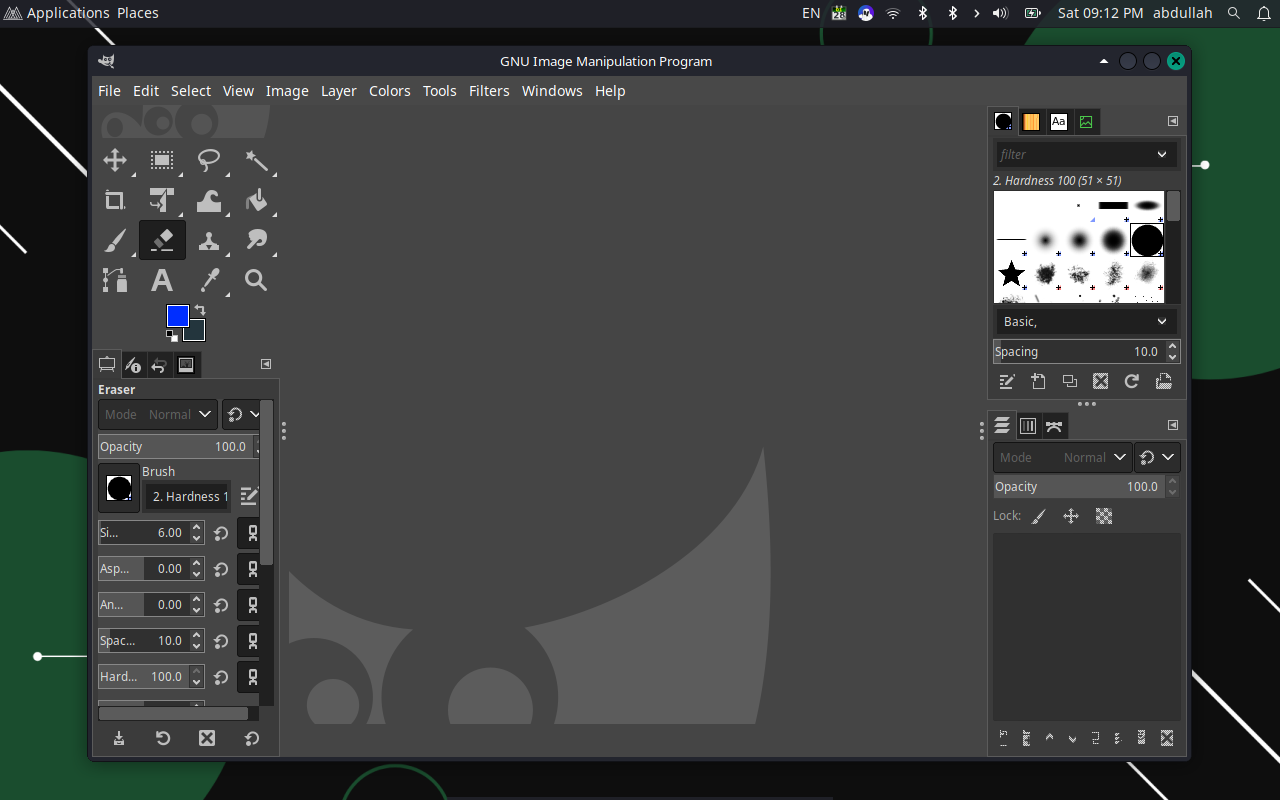 Applications Places EN 28 Sat 09:12 PM abdullah
GNU Image Manipulation Program
File Edit Select View Image Layer Colors Tools Filters Windows Help
Aa
filter
2. Hardness 100 (51 × 51)
Basic,
Spacing 10.0
Eraser
Mode Normal
Opacity 100.0
Brush
2. Hardness 1
Si... 6.00
Asp... 0.00
An... 0.00
Spac... 10.0
Hard... 100.0
Mode Normal
Opacity 100.0
Lock: